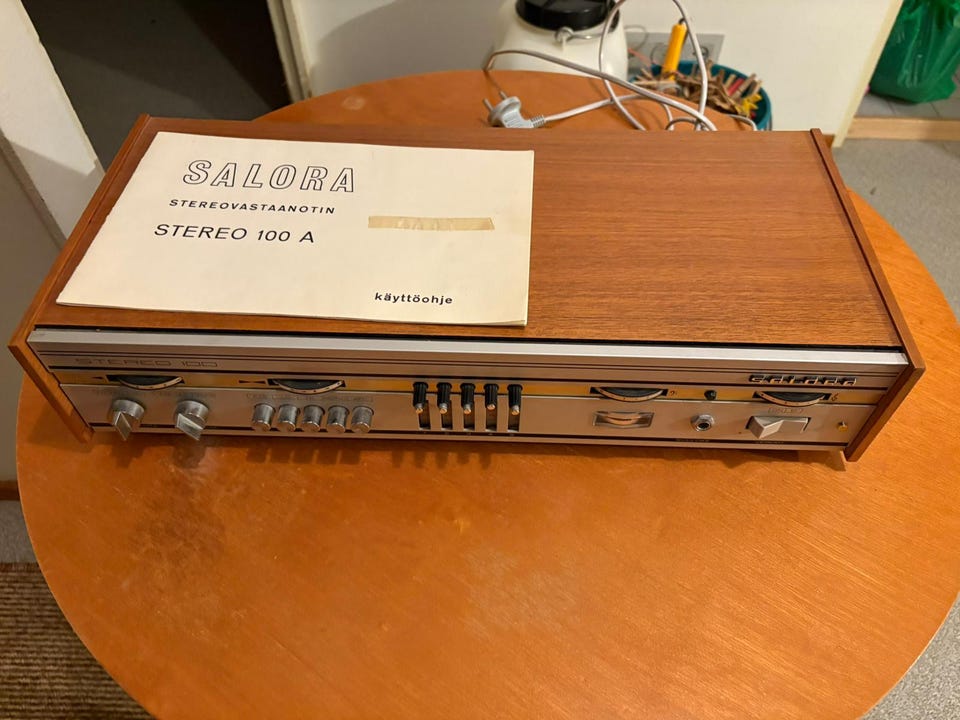 SALORA
STEREOVASTAANOTIN
STEREO 100 A
käyttöohje
STEREO 100
SALORA